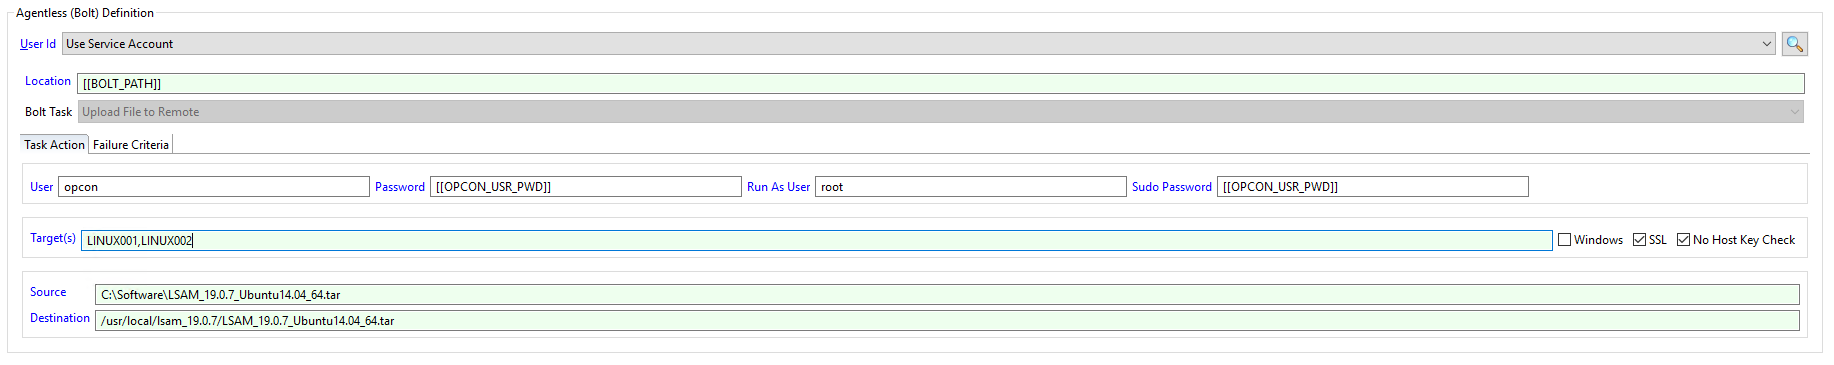 Agentless (Bolt) Definition
User Id Use Service Account
Location [[BOLT_PATH]]
Bolt Task Upload File to Remote
Task Action Failure Criteria
User opcon Password [[OPCON_USR_PWD]] Run As User root Sudo Password [[OPCON_USR_PWD]]
Target(s) LINUX001,LINUX002 Windows SSL No Host Key Check
Source C:\Software\LSAM_19.0.7_Ubuntu14.04_64.tar
Destination /usr/local/lsam_19.0.7/LSAM_19.0.7_Ubuntu14.04_64.tar